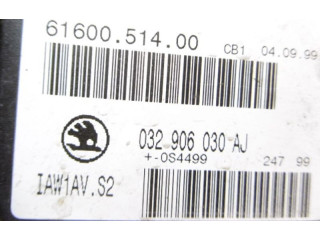 61600.514.00 CB1 04.09.99
032 906 030 AJ
+-0S4499 247 99
IAW1AV.S2